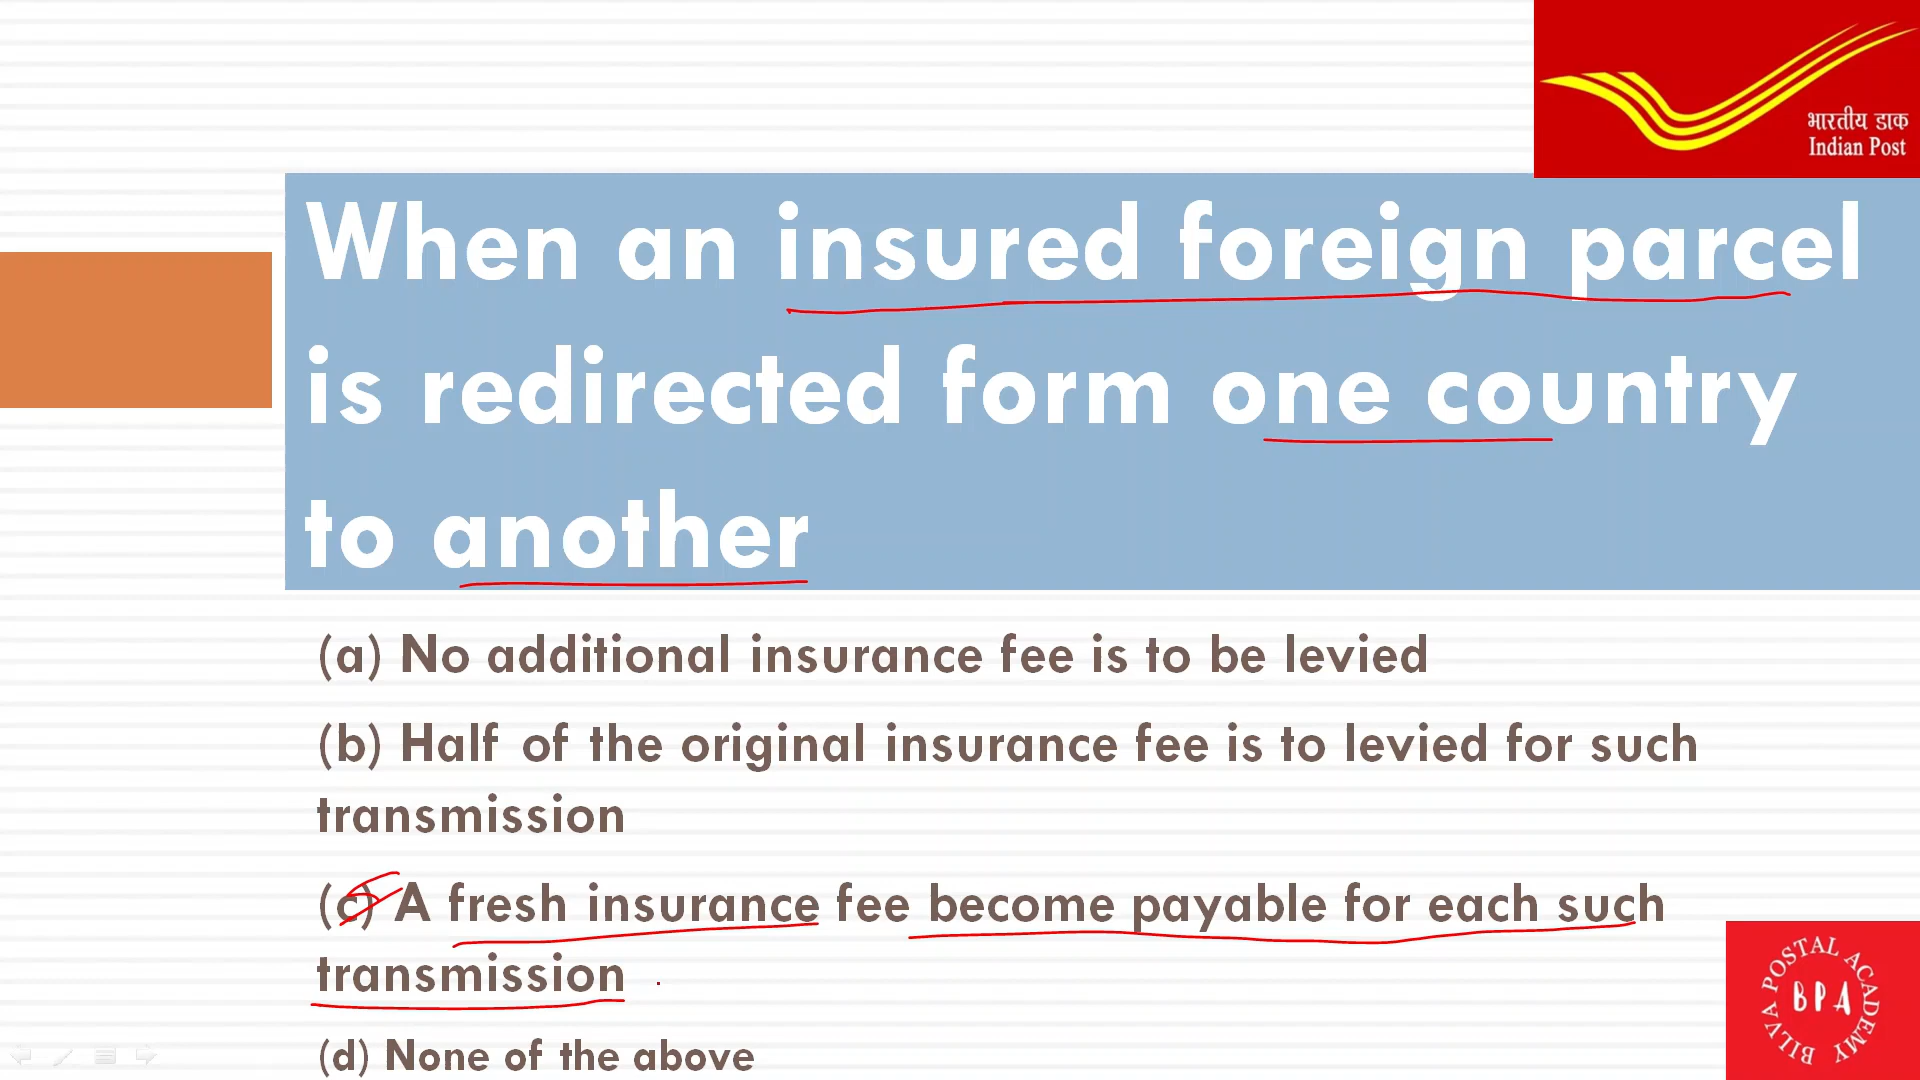 भारतीय डाक
Indian Post
When an insured foreign parcel
is redirected form one country
to another
(a) No additional insurance fee is to be levied
(b) Half of the original insurance fee is to levied for such
transmission
(c) A fresh insurance fee become payable for each such
transmission
(d) None of the above
BILVA POSTAL ACADEMY
BPA